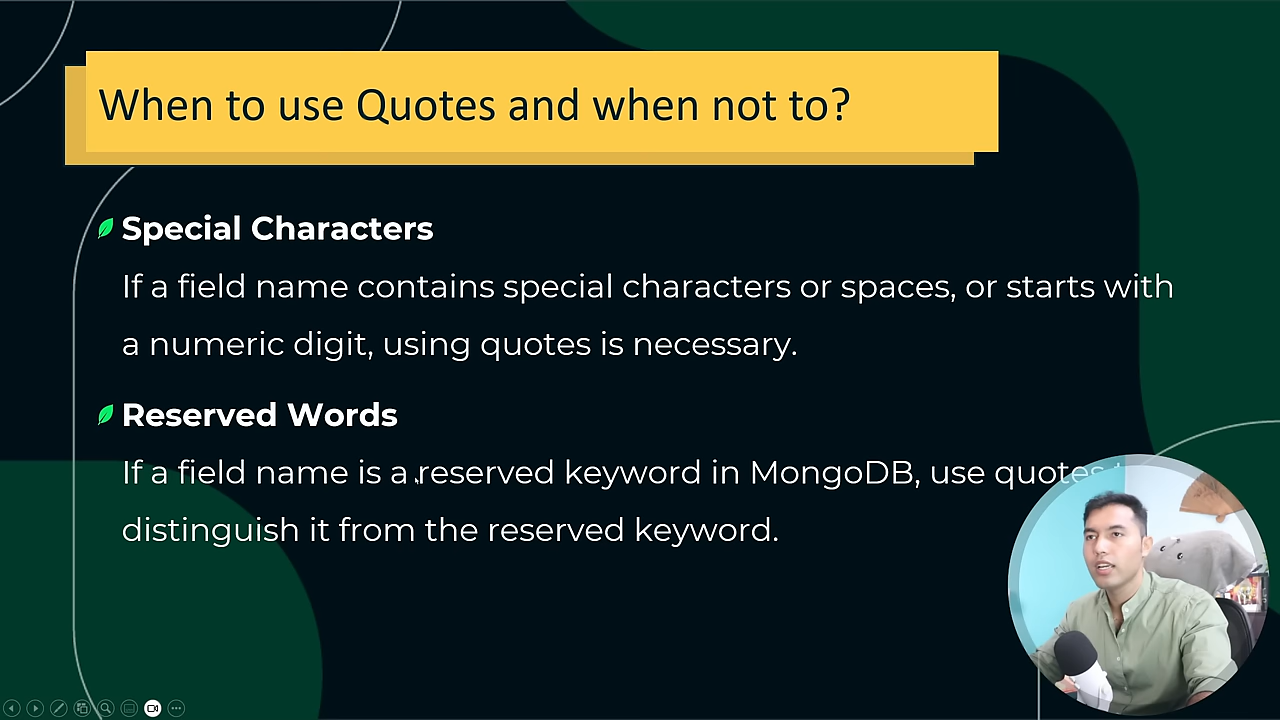 When to use Quotes and when not to?
Special Characters
If a field name contains special characters or spaces, or starts with
a numeric digit, using quotes is necessary.
Reserved Words
If a field name is a reserved keyword in MongoDB, use quotes
distinguish it from the reserved keyword.